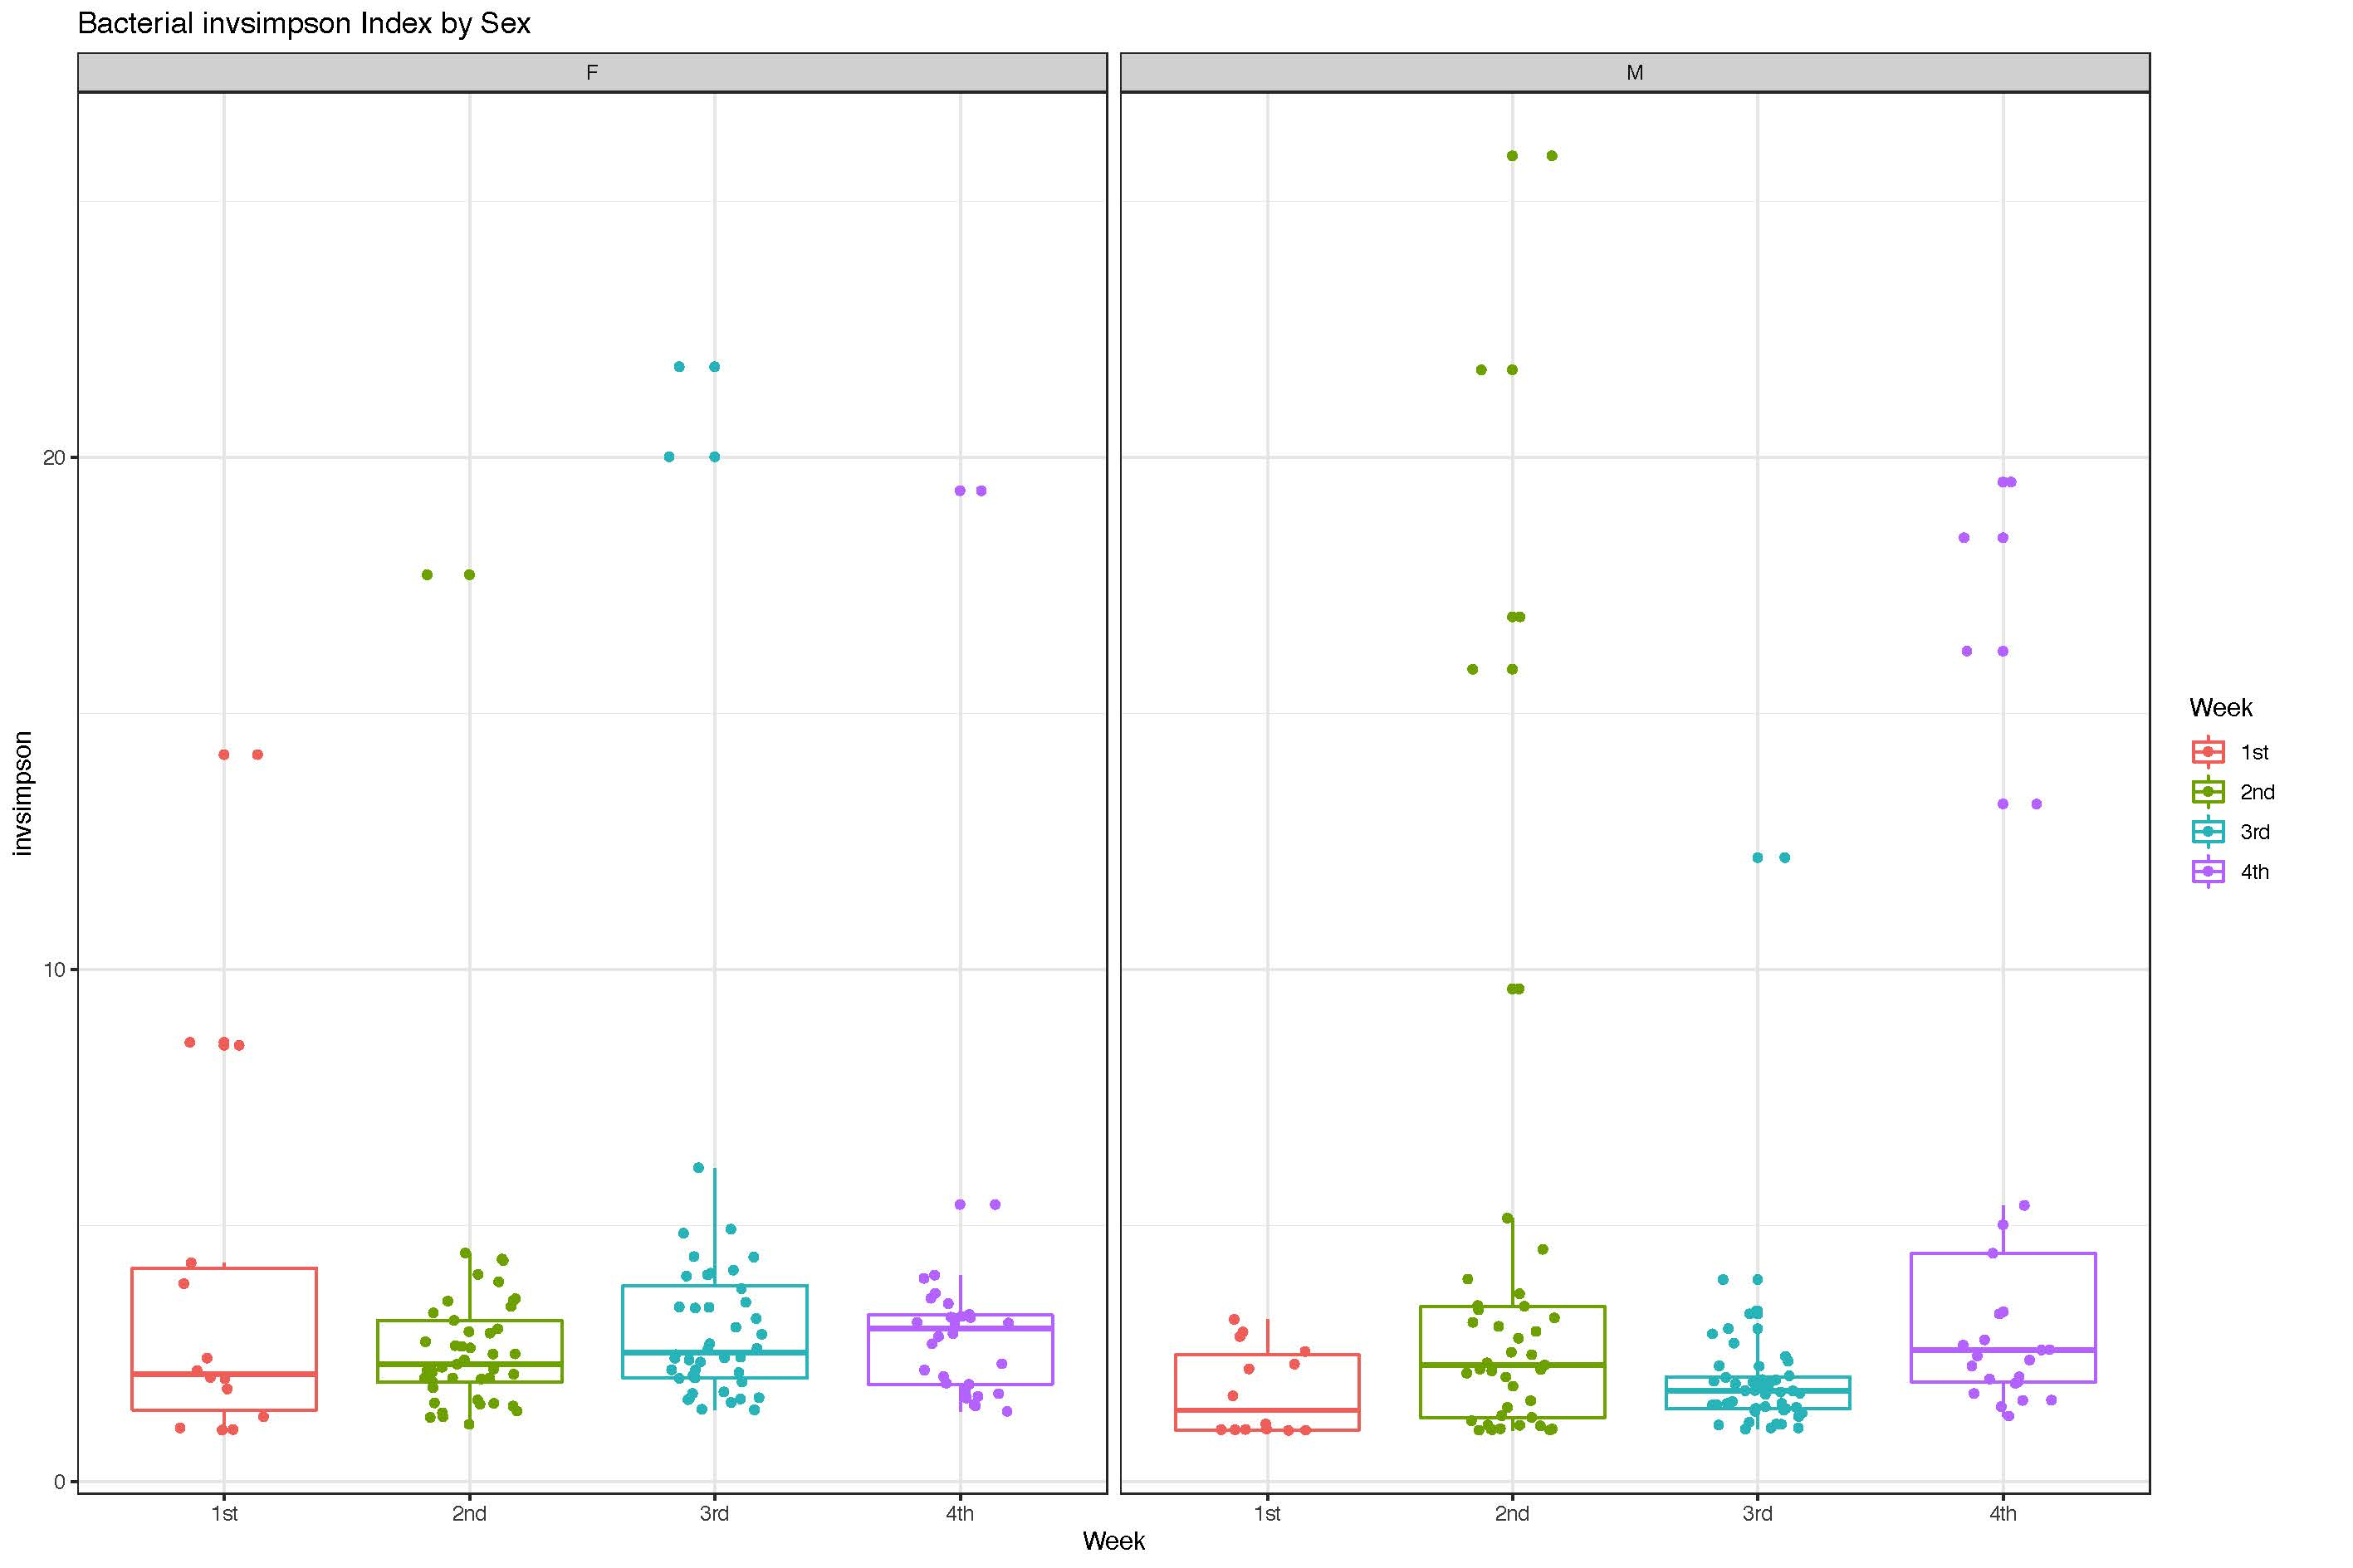 Bacterial invsimpson Index by Sex
F
M
20
10
0
invsimpson
1st
2nd
3rd
4th
1st
2nd
3rd
4th
Week
Week
1st
2nd
3rd
4th